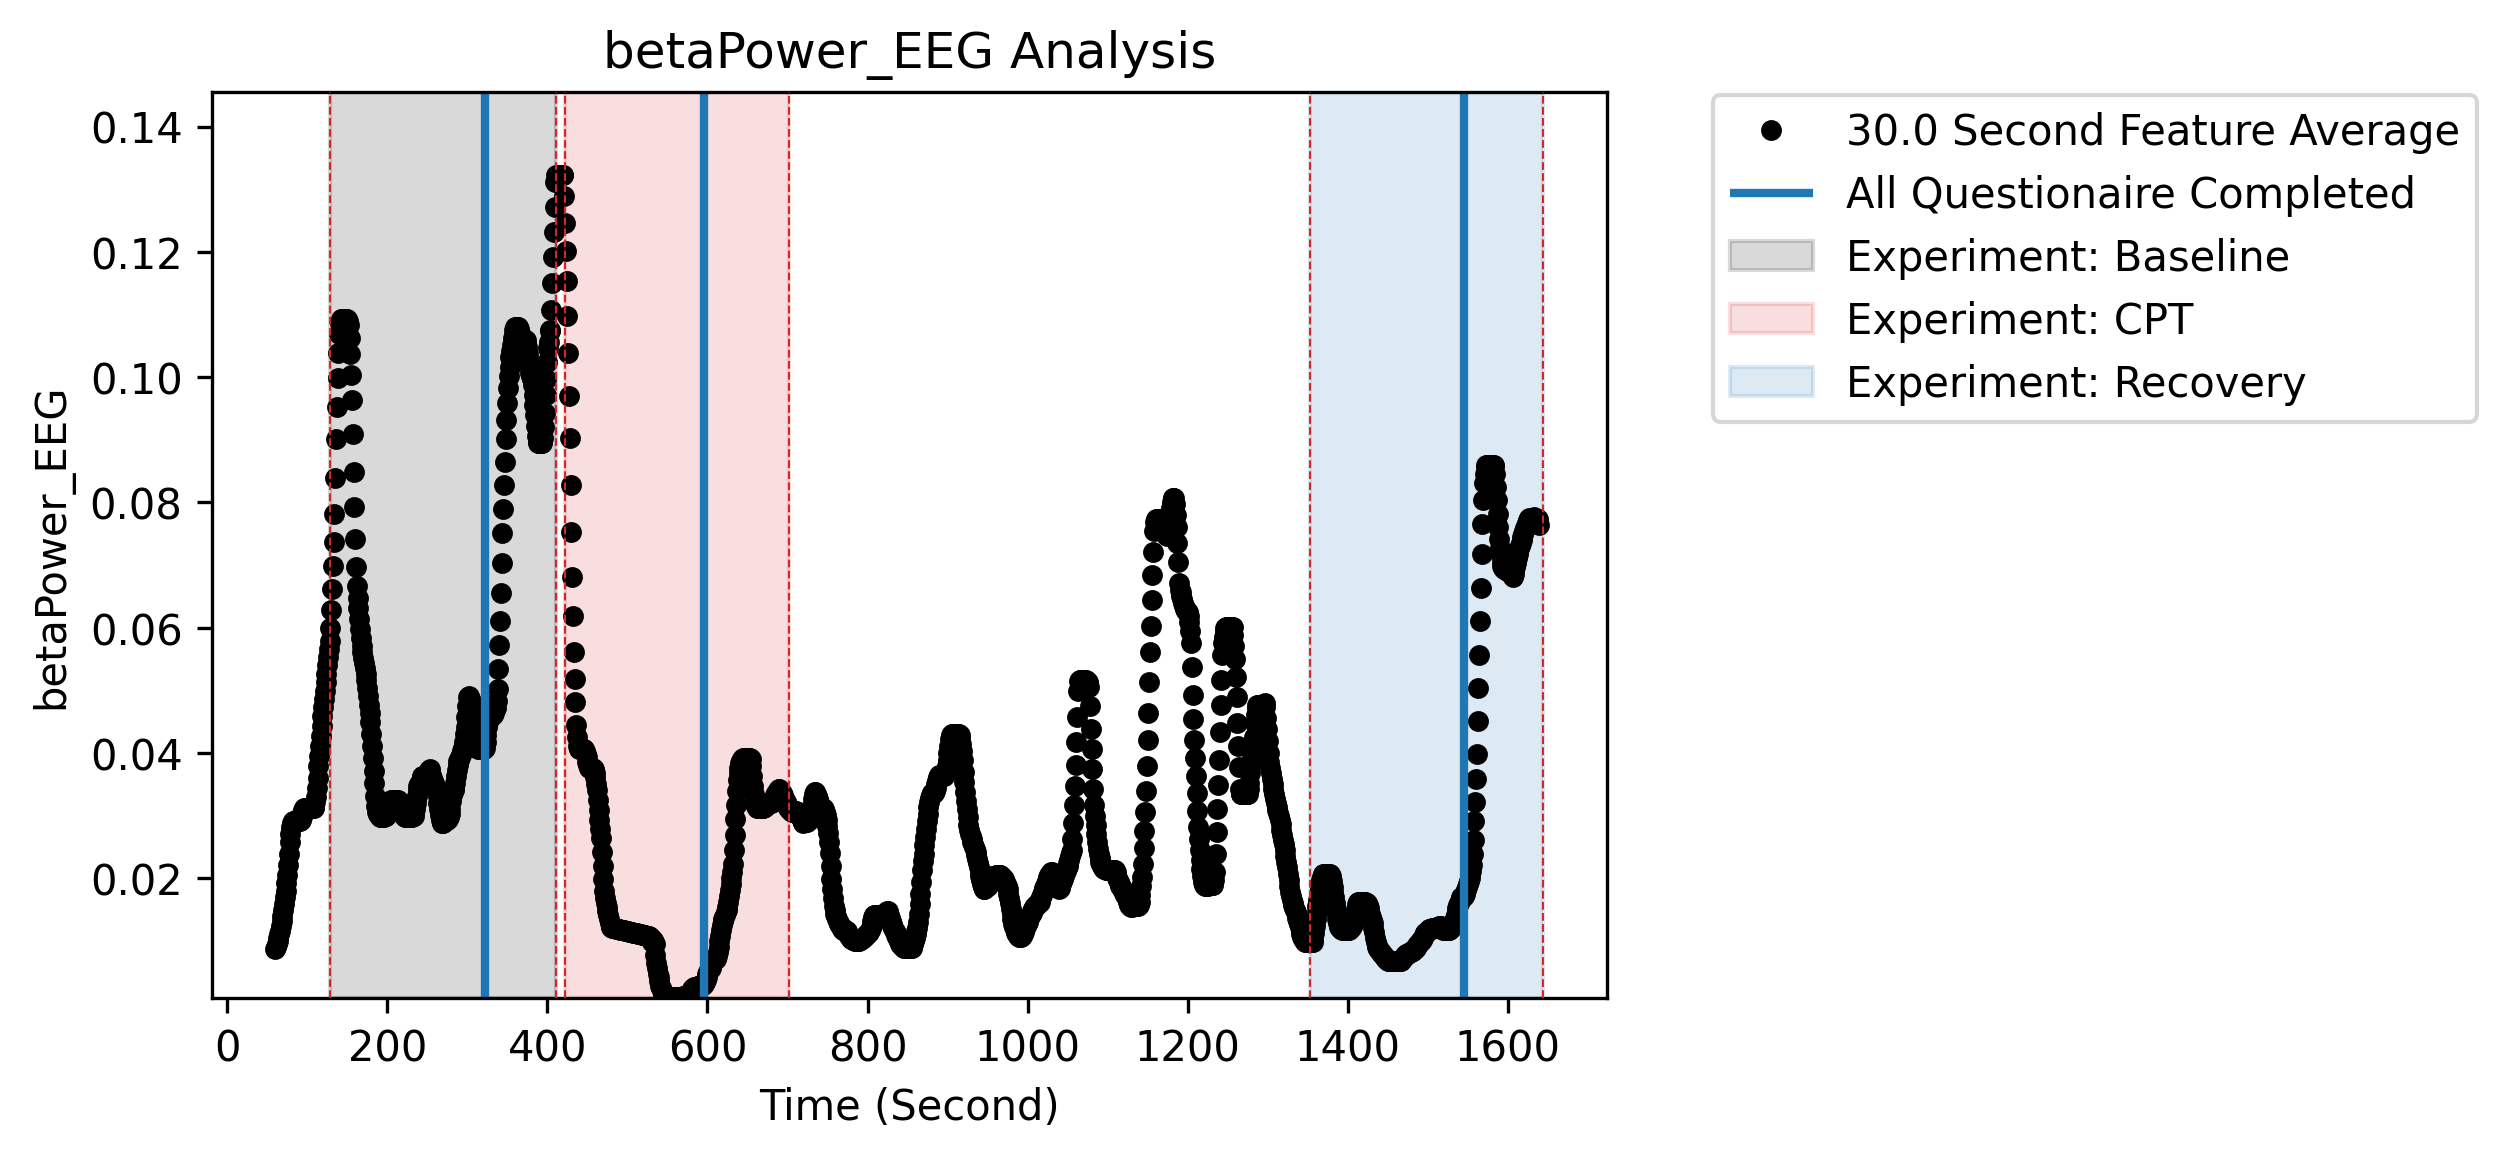 betaPower_EEG Analysis
betaPower_EEG
0.14
0.12
0.10
0.08
0.06
0.04
0.02
0 200 400 600 800 1000 1200 1400 1600
Time (Second)
30.0 Second Feature Average
All Questionaire Completed
Experiment: Baseline
Experiment: CPT
Experiment: Recovery